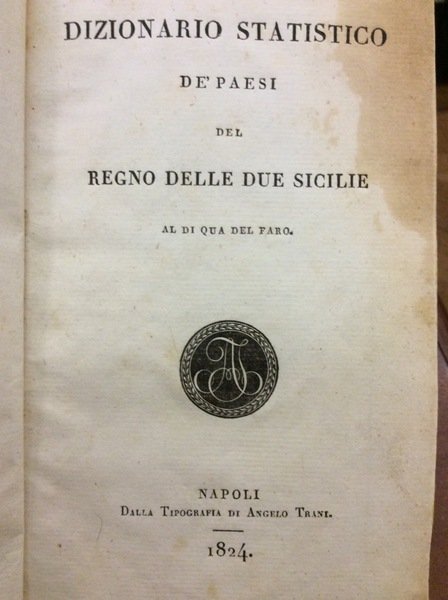 DIZIONARIO STATISTICO
DE' PAESI
DEL
REGNO DELLE DUE SICILIE
AL DI QUA DEL FARO.
NAPOLI
DALLA TIPOGRAFIA DI ANGELO TRANI.
1824.